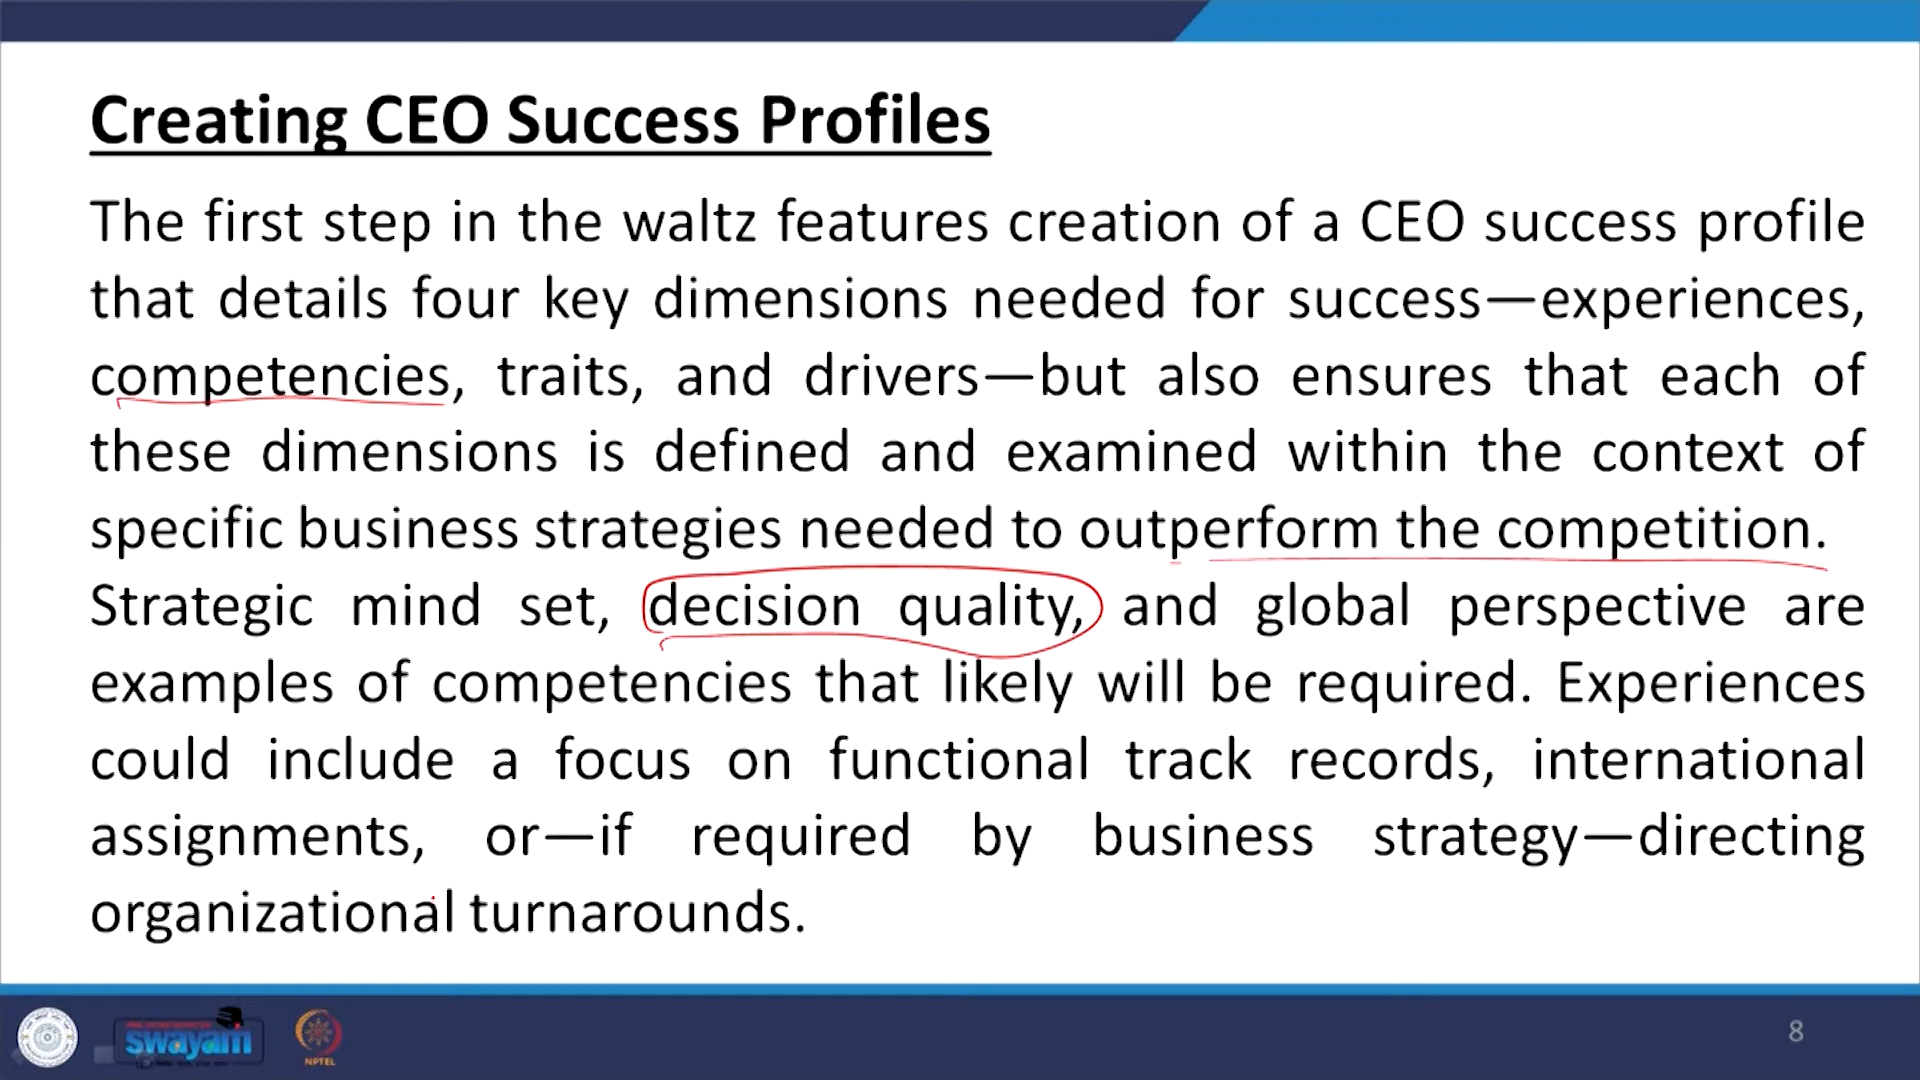 Creating CEO Success Profiles
The first step in the waltz features creation of a CEO success profile
that details four key dimensions needed for success—experiences,
competencies, traits, and drivers—but also ensures that each of
these dimensions is defined and examined within the context of
specific business strategies needed to outperform the competition.
Strategic mind set, decision quality, and global perspective are
examples of competencies that likely will be required. Experiences
could include a focus on functional track records, international
assignments, or—if required by business strategy—directing
organizational turnarounds.
swayam
NPTEL
8